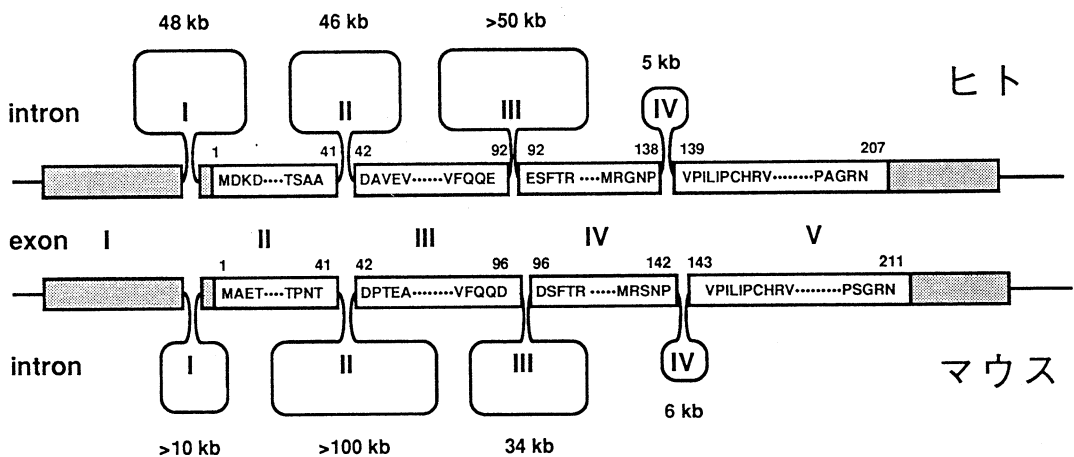 48 kb 46 kb >50 kb 5 kb
ヒト
intron I II III IV
1 41 42 92 92 138 139 207
MDKD····TSAA DAVEV······VFQQE ESFTR ····MRGNP VPILIPCHRV········PAGRN
exon I II III IV V
1 41 42 96 96 142 143 211
MAET····TPNT DPTEA········VFQQD DSFTR ·····MRSNP VPILIPCHRV·········PSGRN
intron I II III IV
マウス
>10 kb >100 kb 34 kb 6 kb